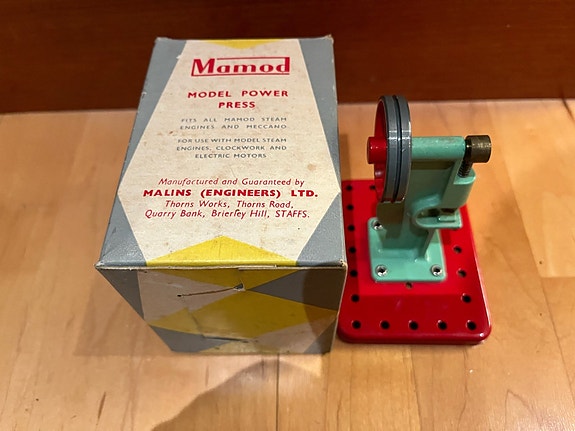 Mamod
MODEL POWER
PRESS
FITS ALL MAMOD STEAM
ENGINES AND MECCANO
FOR USE WITH MODEL STEAM
ENGINES, CLOCKWORK AND
ELECTRIC MOTORS
Manufactured and Guaranteed by
MALINS (ENGINEERS) LTD.
Thorns Works, Thorns Road,
Quarry Bank, Brierley Hill, STAFFS.